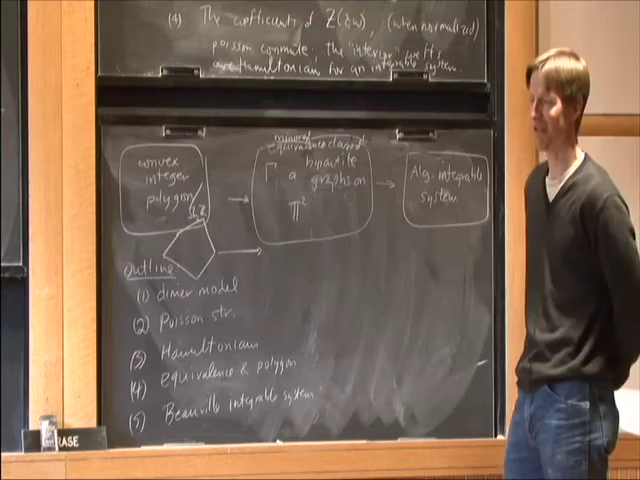 (4) The coefficients of Z(z,w), (when normalized)
poisson commute. the "interior" coeffs
are Hamiltonians for an integrable system.
convex
integer
polygon
minimal
equivalence classes
Γ a bipartite
graphs on
𝕋²
Alg. integrable
system
Outline
(1) dimer model
(2) Poisson str.
(3) Hamiltonians
(4) equivalence & polygon
(5) Beauville integrable system
ERASE